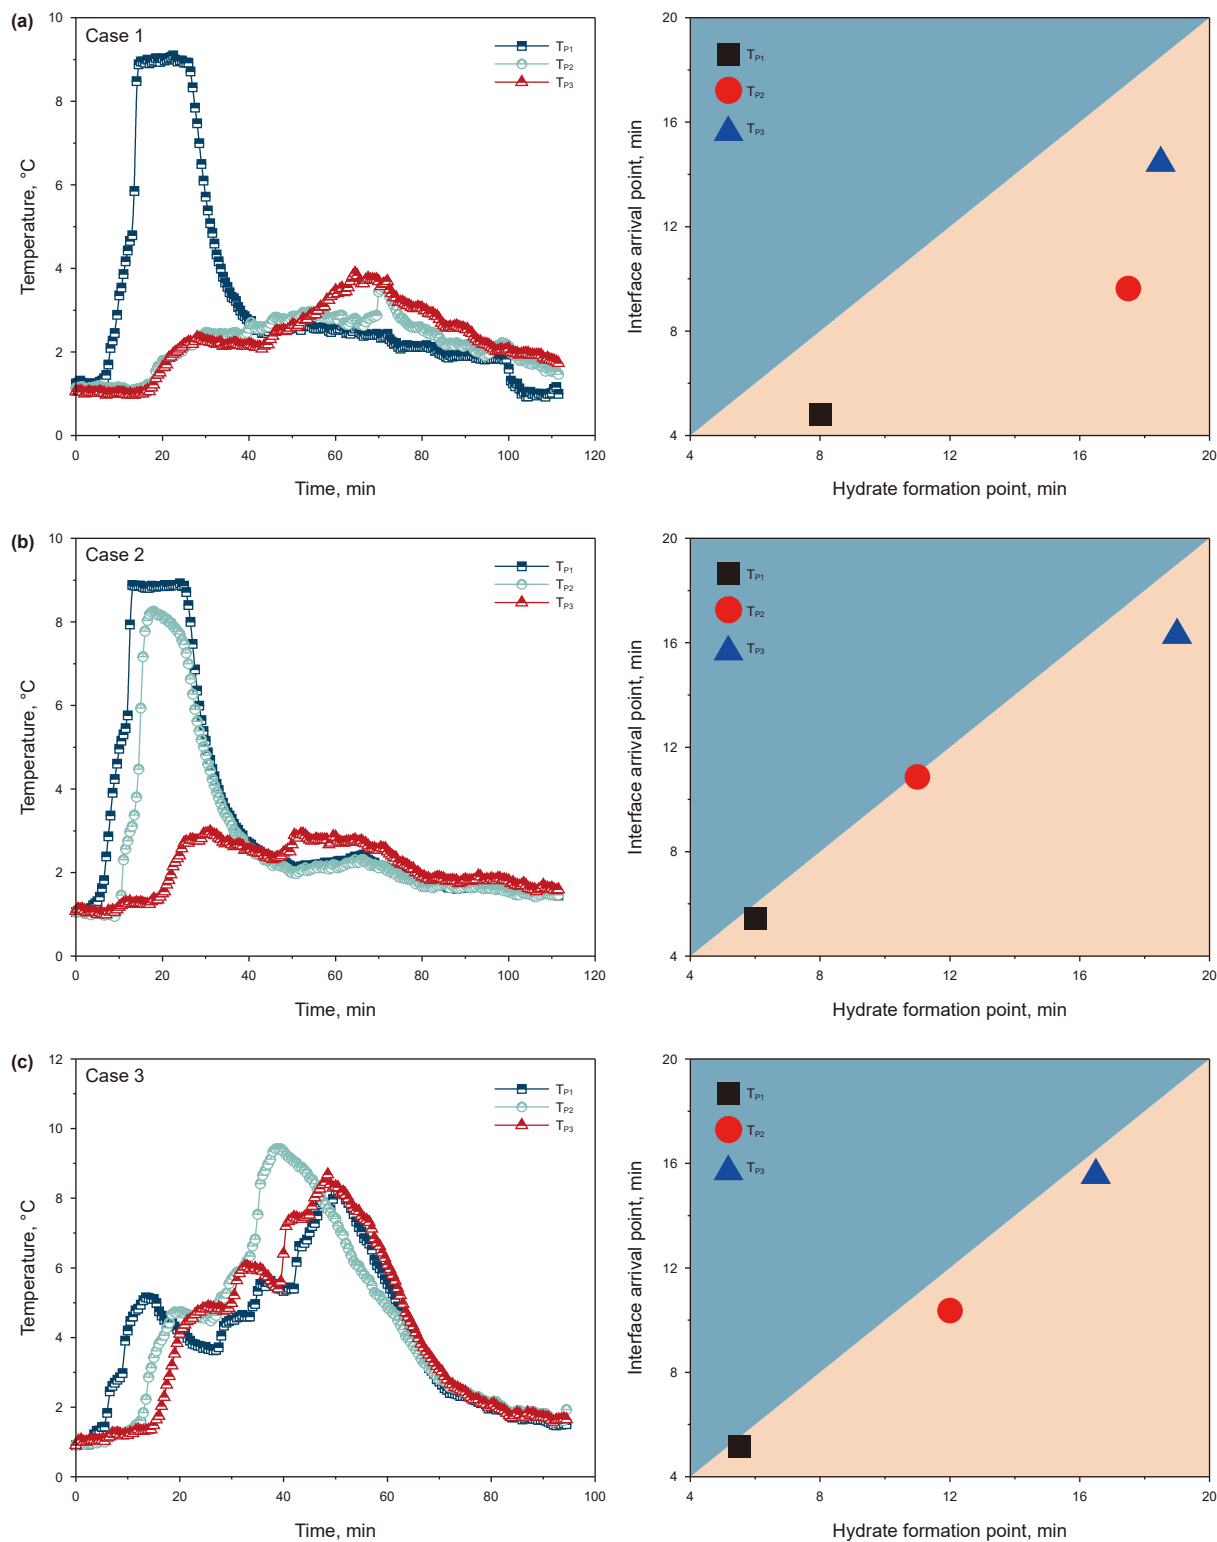 (a)
Case 1
T_P1
T_P2
T_P3
10
8
6
4
2
0
Temperature, °C
0 20 40 60 80 100 120
Time, min
T_P1
T_P2
T_P3
20
16
12
8
4
Interface arrival point, min
4 8 12 16 20
Hydrate formation point, min
(b)
Case 2
T_P1
T_P2
T_P3
10
8
6
4
2
0
Temperature, °C
0 20 40 60 80 100 120
Time, min
T_P1
T_P2
T_P3
20
16
12
8
4
Interface arrival point, min
4 8 12 16 20
Hydrate formation point, min
(c)
Case 3
T_P1
T_P2
T_P3
12
10
8
6
4
2
0
Temperature, °C
0 20 40 60 80 100
Time, min
T_P1
T_P2
T_P3
20
16
12
8
4
Interface arrival point, min
4 8 12 16 20
Hydrate formation point, min